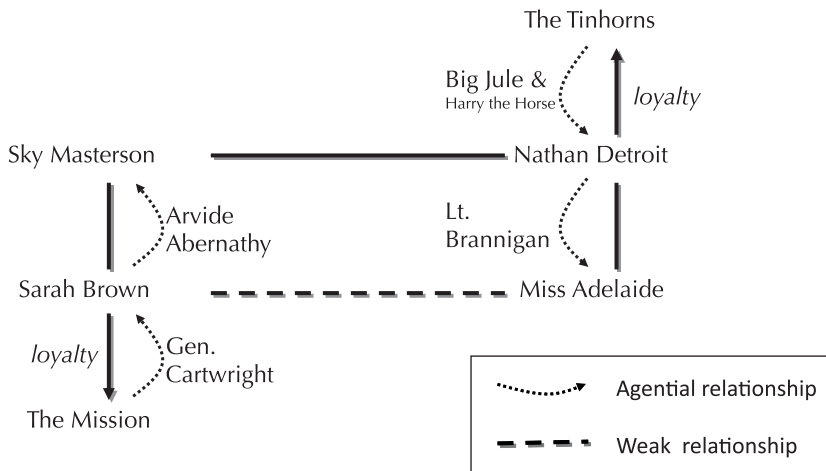 The Tinhorns
Big Jule &
Harry the Horse
loyalty
Sky Masterson
Nathan Detroit
Arvide
Abernathy
Lt.
Brannigan
Sarah Brown
Miss Adelaide
loyalty
Gen.
Cartwright
The Mission
Agential relationship
Weak relationship